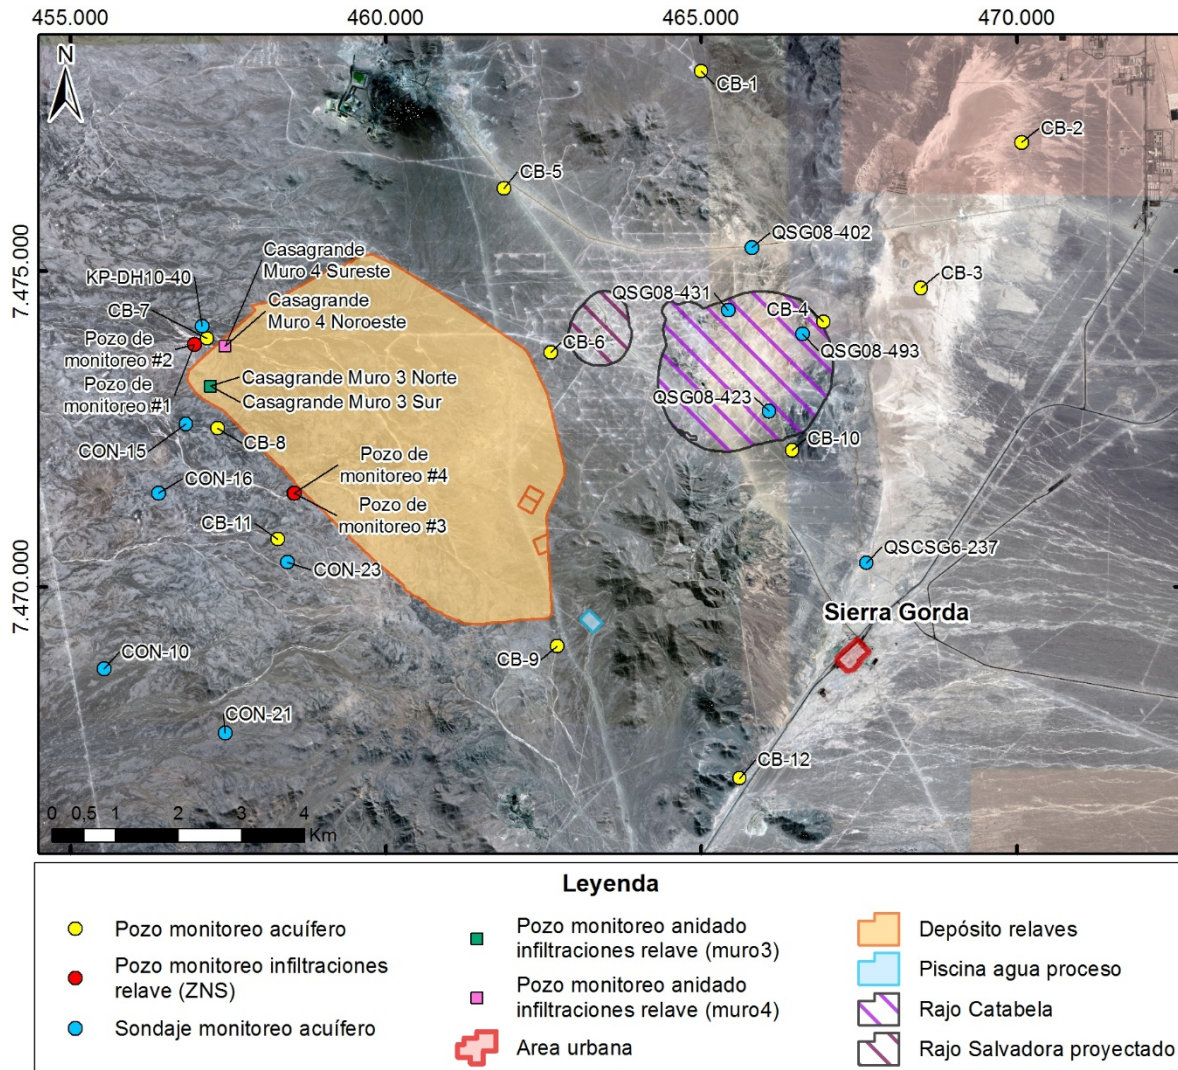 455.000
460.000
465.000
470.000
N
CB-1
CB-2
CB-5
QSG08-402
7.475.000
Casagrande
Muro 4 Sureste
KP-DH10-40
CB-3
QSG08-431
Casagrande
Muro 4 Noroeste
CB-7
CB-4
Pozo de
monitoreo #2
CB-6
QSG08-493
Casagrande Muro 3 Norte
Pozo de
monitoreo #1
Casagrande Muro 3 Sur
QSG08-423
CON-15
CB-8
CB-10
Pozo de
monitoreo #4
CON-16
Pozo de
monitoreo #3
CB-11
QSCSG6-237
CON-23
7.470.000
Sierra Gorda
CB-9
CON-10
CON-21
CB-12
0 0,5 1 2 3 4
Km
Leyenda
Pozo monitoreo acuífero
Pozo monitoreo infiltraciones
relave (ZNS)
Sondaje monitoreo acuífero
Pozo monitoreo anidado
infiltraciones relave (muro3)
Pozo monitoreo anidado
infiltraciones relave (muro4)
Area urbana
Depósito relaves
Piscina agua proceso
Rajo Catabela
Rajo Salvadora proyectado